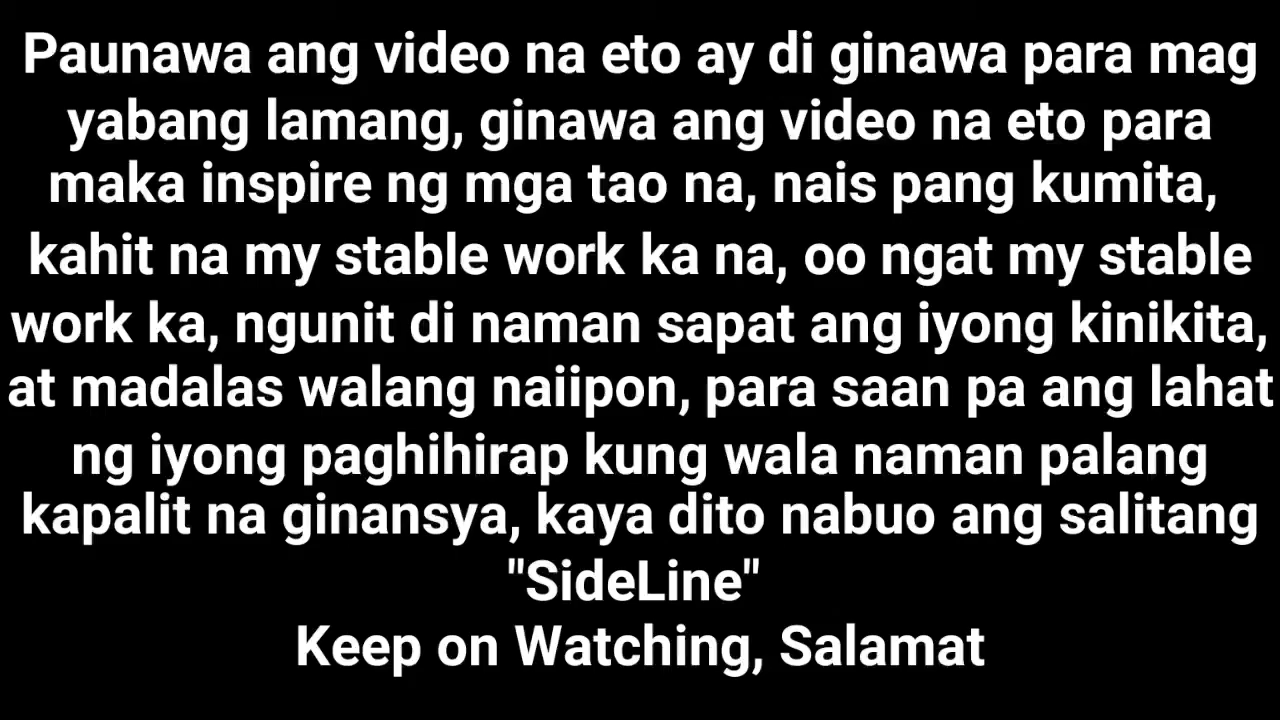 Paunawa ang video na eto ay di ginawa para mag
yabang lamang, ginawa ang video na eto para
maka inspire ng mga tao na, nais pang kumita,
kahit na my stable work ka na, oo ngat my stable
work ka, ngunit di naman sapat ang iyong kinikita,
at madalas walang naiipon, para saan pa ang lahat
ng iyong paghihirap kung wala naman palang
kapalit na ginansya, kaya dito nabuo ang salitang
"SideLine"
Keep on Watching, Salamat